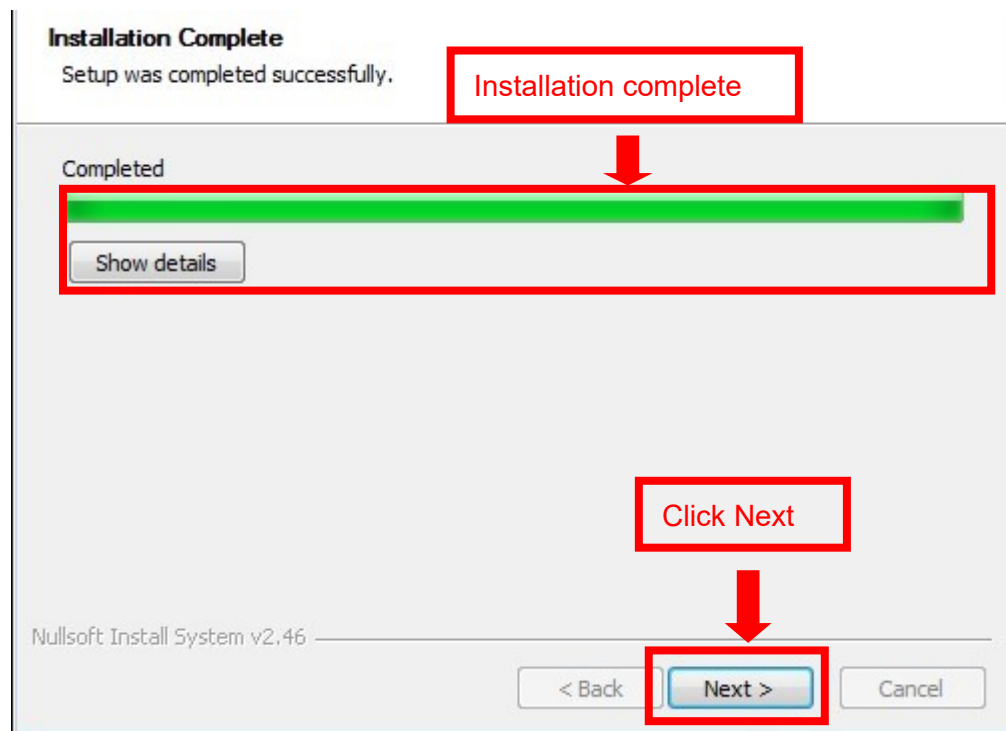 Installation Complete
Setup was completed successfully.
Installation complete
Completed
Show details
Click Next
Nullsoft Install System v2.46
< Back
Next >
Cancel